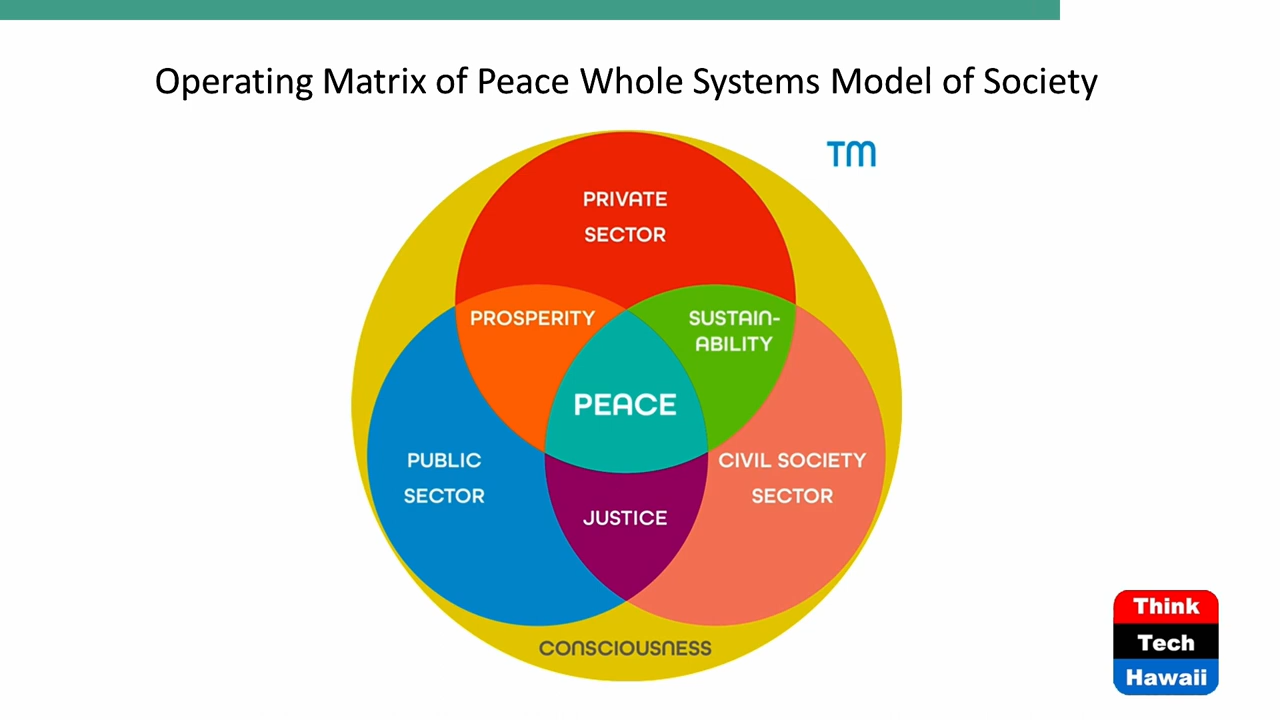 Operating Matrix of Peace Whole Systems Model of Society
TM
PRIVATE
SECTOR
PROSPERITY
SUSTAIN-
ABILITY
PEACE
PUBLIC
SECTOR
CIVIL SOCIETY
SECTOR
JUSTICE
CONSCIOUSNESS
Think
Tech
Hawaii